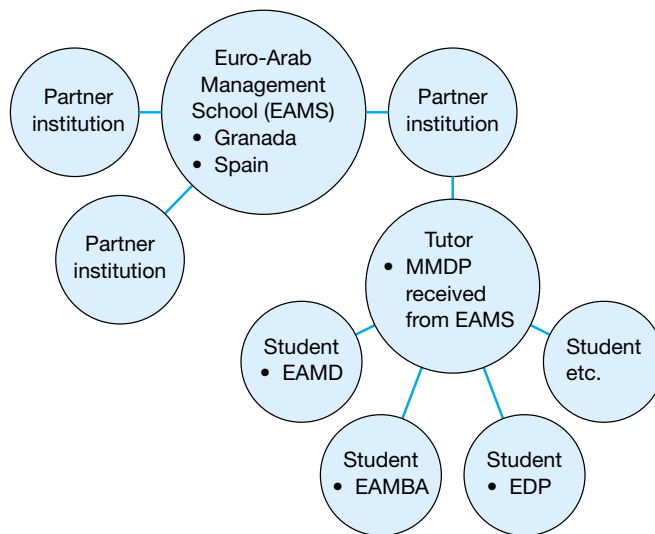 Partner
institution
Euro-Arab
Management
School (EAMS)
• Granada
• Spain
Partner
institution
Partner
institution
Tutor
• MMDP
received
from EAMS
Student
• EAMD
Student
etc.
Student
• EAMBA
Student
• EDP